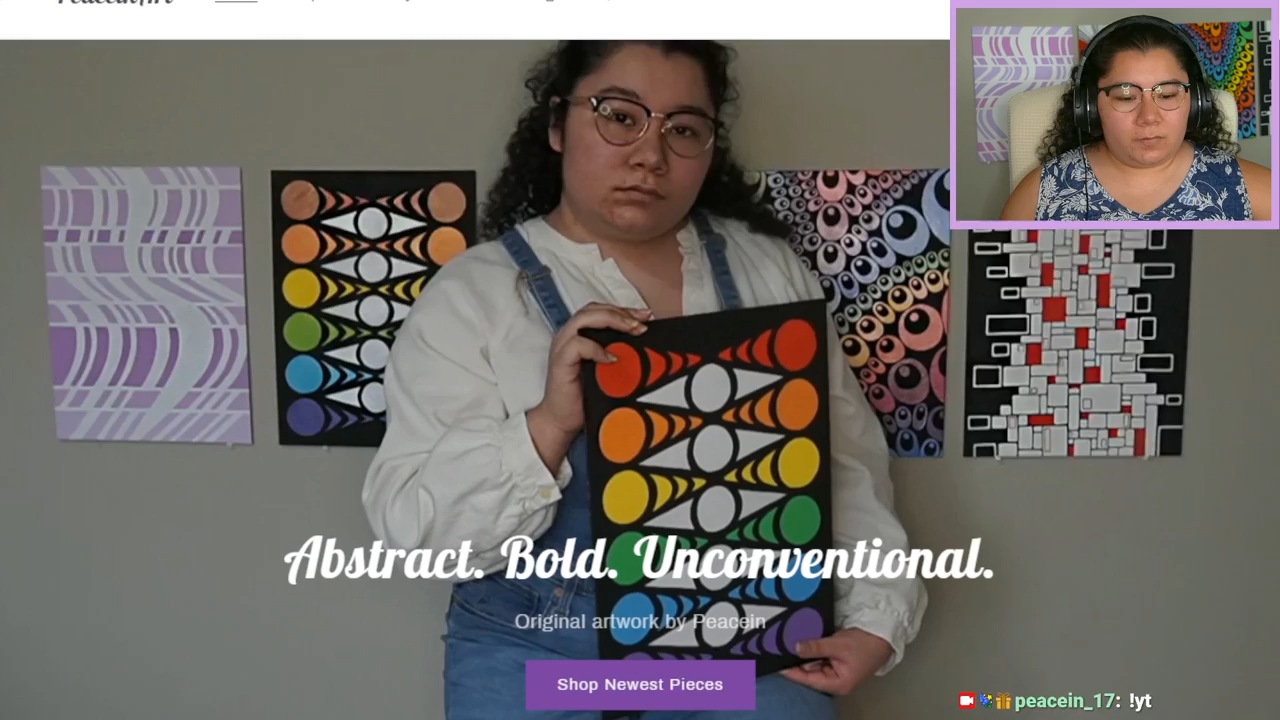 Abstract. Bold. Unconventional.
Original artwork by Peacein
Shop Newest Pieces
peacein_17: !yt